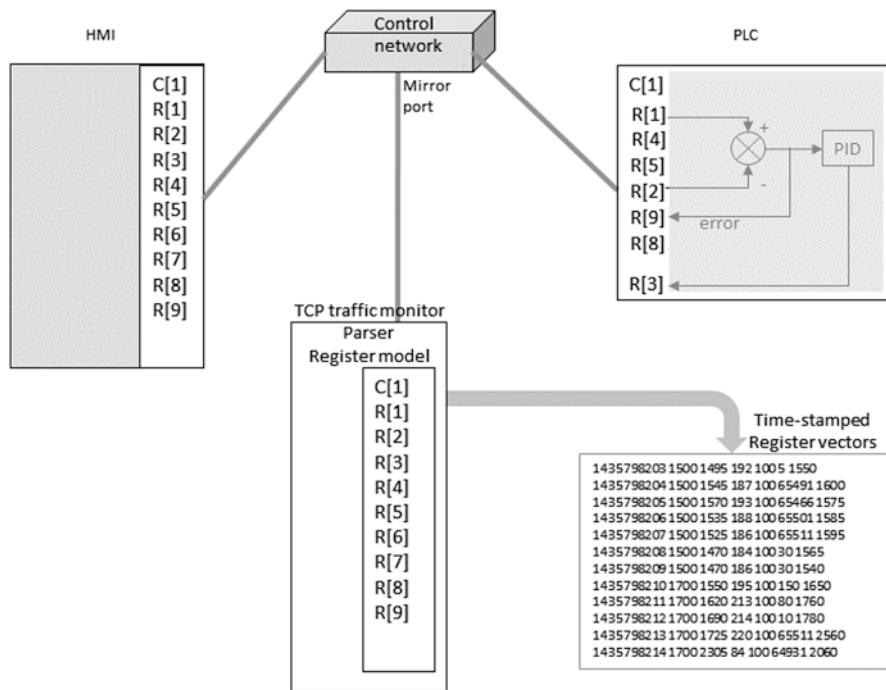 HMI
C[1]
R[1]
R[2]
R[3]
R[4]
R[5]
R[6]
R[7]
R[8]
R[9]
Control
network
Mirror
port
PLC
C[1]
R[1]
R[4]
R[5]
R[2]
R[9]
R[8]
R[3]
+
-
PID
error
TCP traffic monitor
Parser
Register model
C[1]
R[1]
R[2]
R[3]
R[4]
R[5]
R[6]
R[7]
R[8]
R[9]
Time-stamped
Register vectors
1435798203 1500 1495 192 100 5 1550
1435798204 1500 1545 187 100 65491 1600
1435798205 1500 1570 193 100 65466 1575
1435798206 1500 1535 188 100 65501 1585
1435798207 1500 1525 186 100 65511 1595
1435798208 1500 1470 184 100 30 1565
1435798209 1500 1470 186 100 30 1540
1435798210 1700 1550 195 100 150 1650
1435798211 1700 1620 213 100 80 1760
1435798212 1700 1690 214 100 10 1780
1435798213 1700 1725 220 100 65511 2560
1435798214 1700 2305 84 100 64931 2060